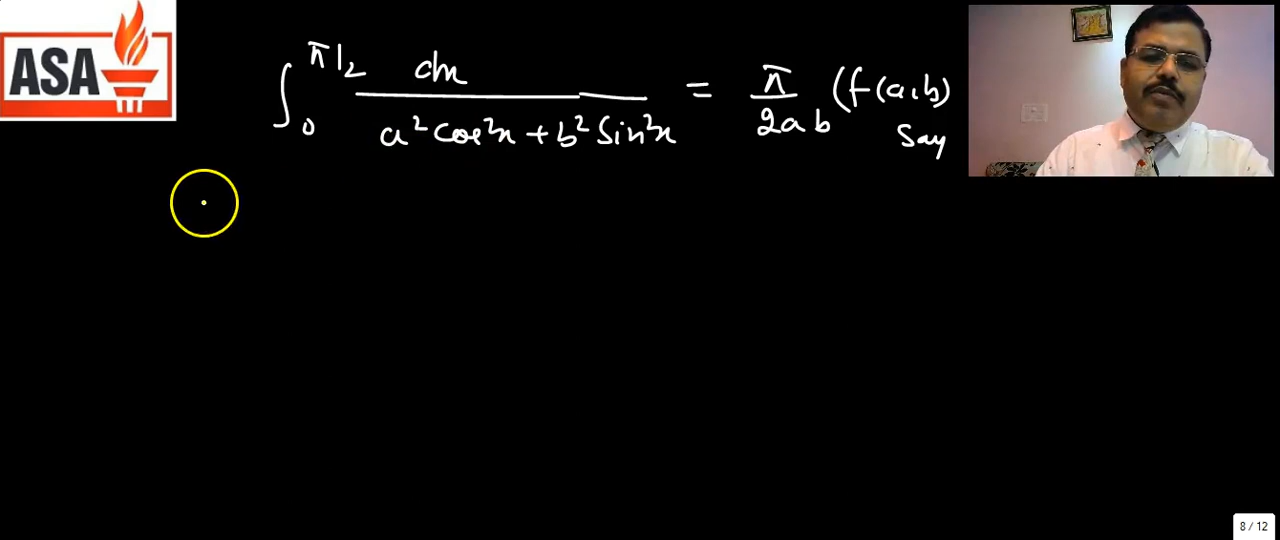 ASA
∫₀^π/₂ dx / a² cos²x + b² Sin²x = π / 2ab (f(a,b)
Say
8 / 12